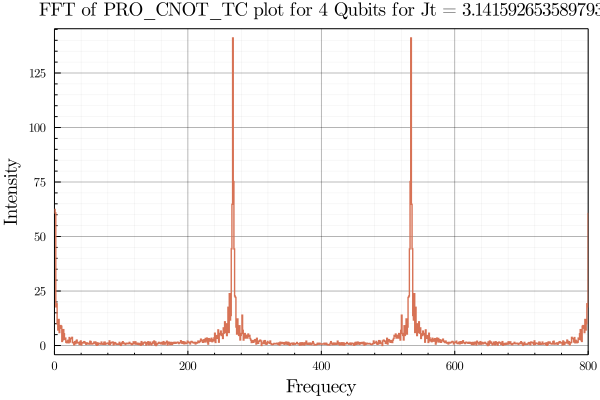 FFT of PRO_CNOT_TC plot for 4 Qubits for Jt = 3.141592653589793
Intensity
125
100
75
50
25
0
0 200 400 600 800
Frequecy